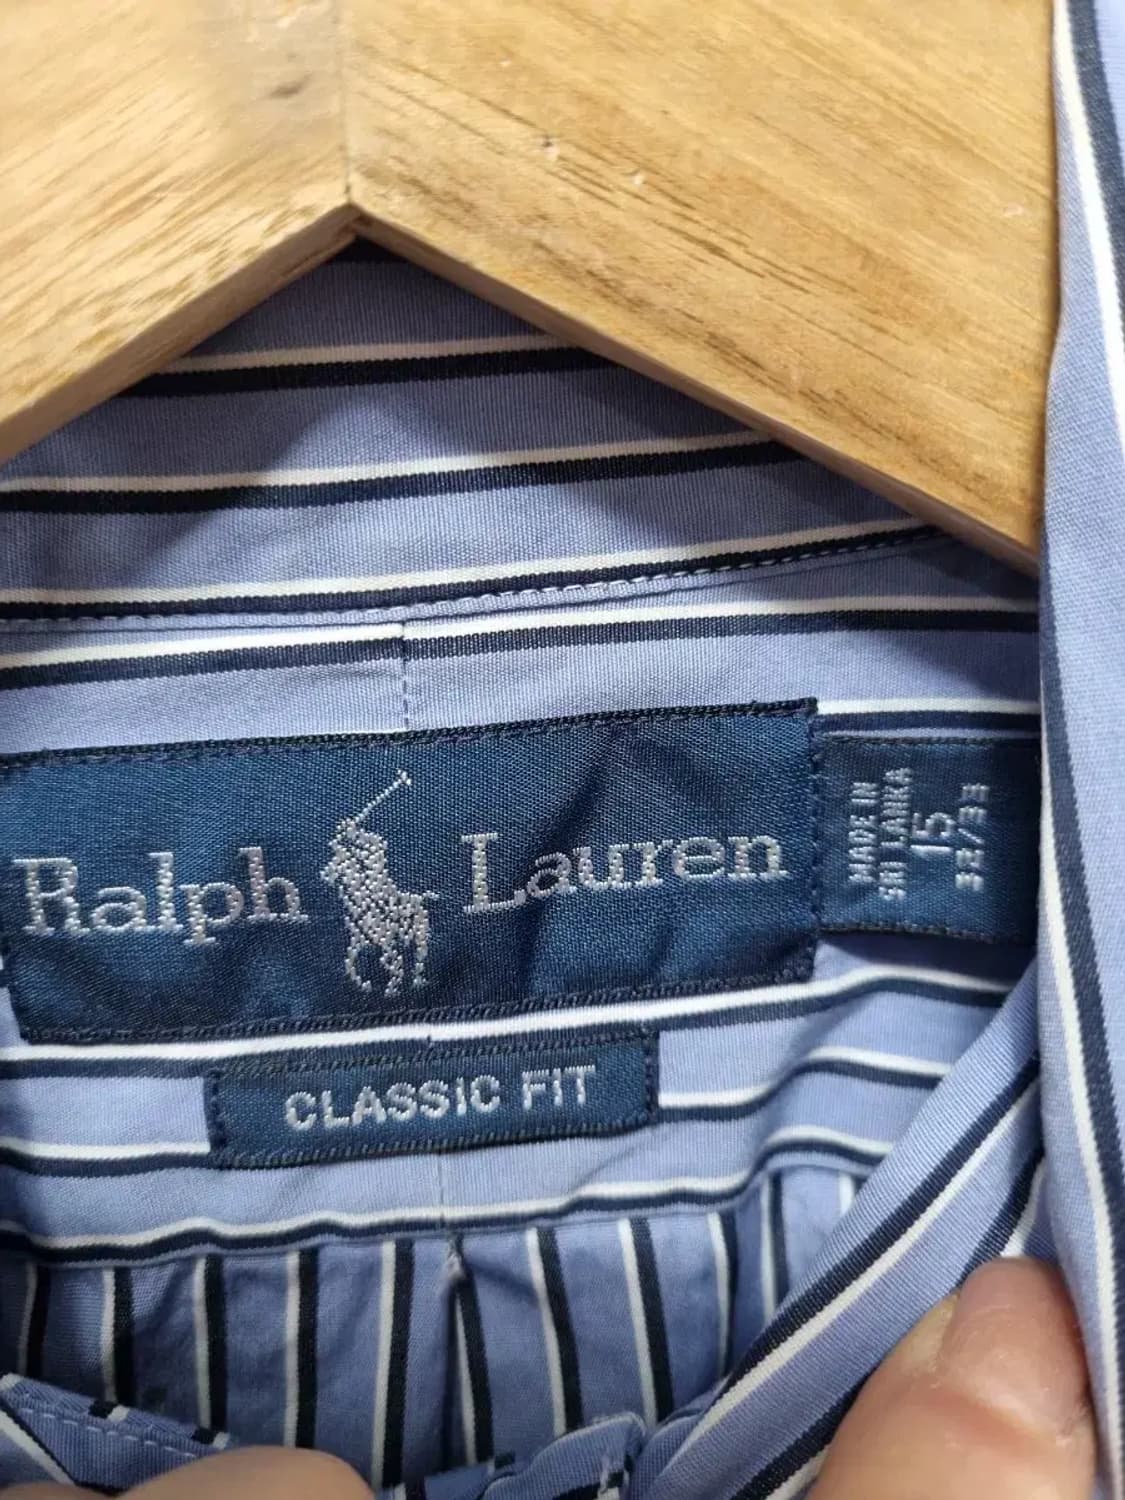 Ralph Lauren
CLASSIC FIT
MADE IN
SRI LANKA
15
32/33